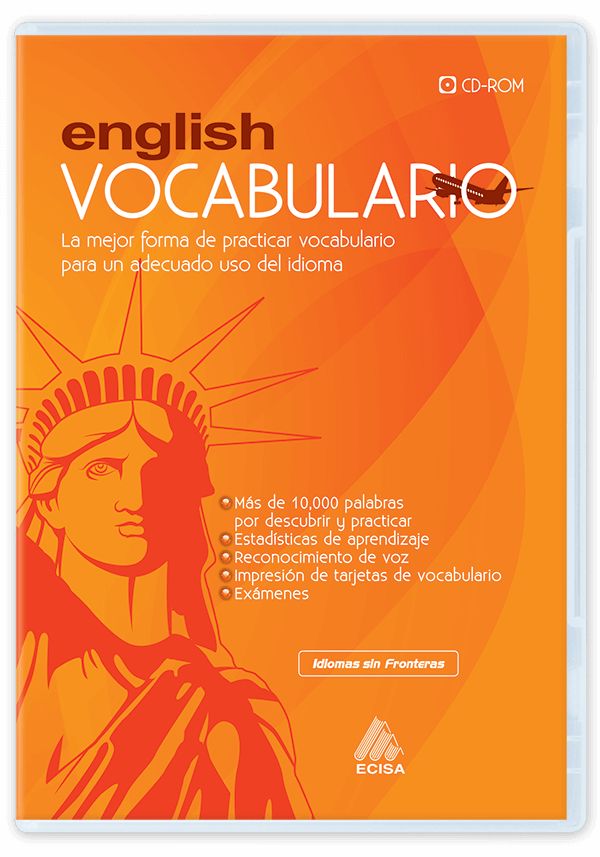 CD-ROM
english
VOCABULARIO
La mejor forma de practicar vocabulario
para un adecuado uso del idioma
Más de 10,000 palabras
por descubrir y practicar
Estadísticas de aprendizaje
Reconocimiento de voz
Impresión de tarjetas de vocabulario
Exámenes
Idiomas sin Fronteras
ECISA